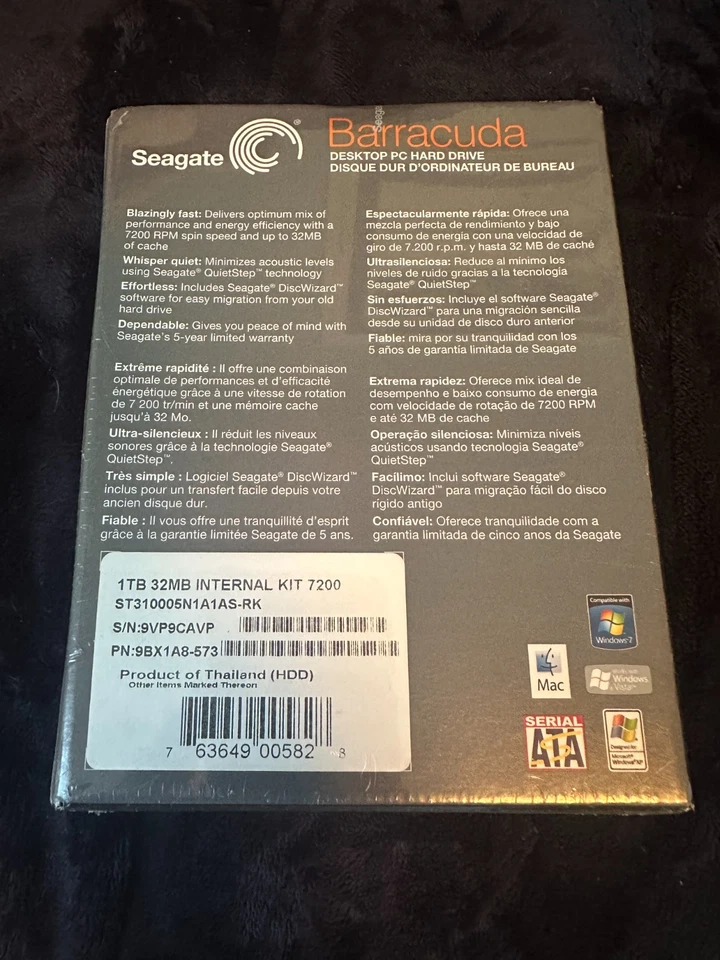 Seagate®
Barracuda
DESKTOP PC HARD DRIVE
DISQUE DUR D'ORDINATEUR DE BUREAU
Blazingly fast: Delivers optimum mix of
performance and energy efficiency with a
7200 RPM spin speed and up to 32MB
of cache
Whisper quiet: Minimizes acoustic levels
using Seagate® QuietStep™ technology
Effortless: Includes Seagate® DiscWizard™
software for easy migration from your old
hard drive
Dependable: Gives you peace of mind with
Seagate's 5-year limited warranty
Extrême rapidité : Il offre une combinaison
optimale de performances et d'efficacité
énergétique grâce à une vitesse de rotation
de 7 200 tr/min et une mémoire cache
jusqu'à 32 Mo.
Ultra-silencieux : Il réduit les niveaux
sonores grâce à la technologie Seagate®
QuietStep™.
Très simple : Logiciel Seagate® DiscWizard™
inclus pour un transfert facile depuis votre
ancien disque dur.
Fiable : Il vous offre une tranquillité d'esprit
grâce à la garantie limitée Seagate de 5 ans.
Espectacularmente rápida: Ofrece una
mezcla perfecta de rendimiento y bajo
consumo de energía con una velocidad de
giro de 7.200 r.p.m. y hasta 32 MB de caché
Ultrasilenciosa: Reduce al mínimo los
niveles de ruido gracias a la tecnología
Seagate® QuietStep™
Sin esfuerzos: Incluye el software Seagate®
DiscWizard™ para una migración sencilla
desde su unidad de disco duro anterior
Fiable: mira por su tranquilidad con los
5 años de garantía limitada de Seagate
Extrema rapidez: Oferece mix ideal de
desempenho e baixo consumo de energia
com velocidade de rotação de 7200 RPM
e até 32 MB de cache
Operação silenciosa: Minimiza níveis
acústicos usando tecnologia Seagate®
QuietStep™
Facílimo: Inclui software Seagate®
DiscWizard™ para migração fácil do disco
rígido antigo
Confiável: Oferece tranquilidade com a
garantia limitada de cinco anos da Seagate
1TB 32MB INTERNAL KIT 7200
ST310005N1A1AS-RK
S/N:9VP9CAVP
PN:9BX1A8-573
Product of Thailand (HDD)
Other Items Marked Thereon
7 63649 00582 8
Compatible with
Windows 7
Mac
Works with
Windows
Vista™
SERIAL
ATA
Designed for
Microsoft®
Windows® XP